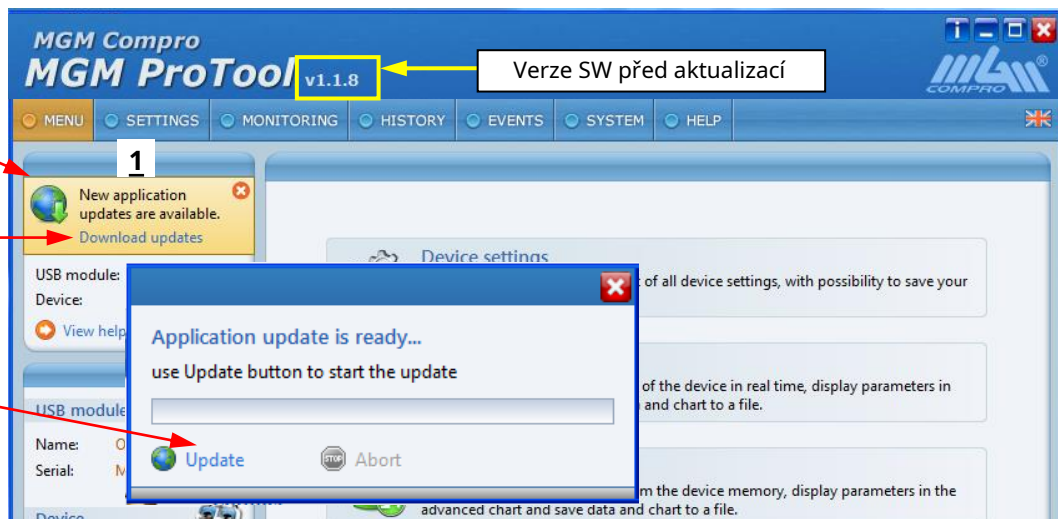 MGM Compro
MGM ProTool v1.1.8
Verze SW před aktualizací
COMPRO ®
MENU SETTINGS MONITORING HISTORY EVENTS SYSTEM HELP
1
New application
updates are available.
Download updates
USB module:
Device:
View help
Device settings
of all device settings, with possibility to save your
Application update is ready...
use Update button to start the update
Update Abort
of the device in real time, display parameters in
and chart to a file.
USB module
Name: O
Serial: M
m the device memory, display parameters in the
advanced chart and save data and chart to a file.
Device